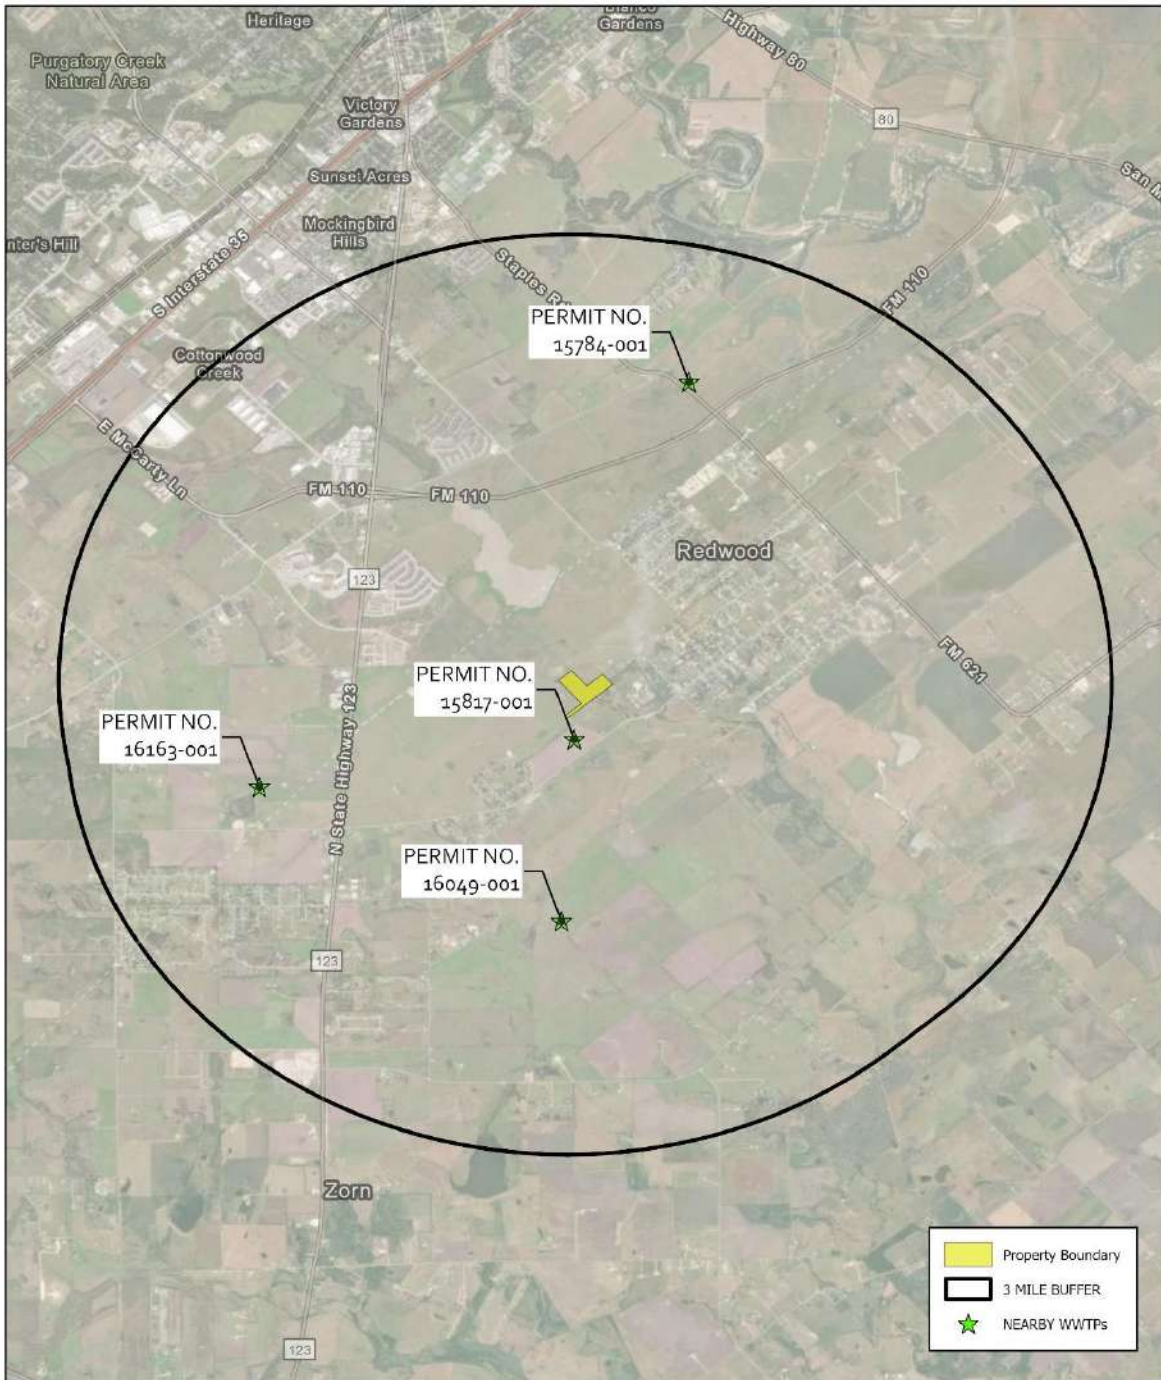 Heritage
Gardens
Highway 80
Purgatory Creek
Natural Area
80
Victory
Gardens
Sunset Acres
San M
Mockingbird
Hills
nter's Hill
S Interstate 35
Staples R
FM 110
PERMIT NO.
15784-001
Cottonwood
Creek
E McCarty Ln
FM 110
FM 110
Redwood
123
FM 621
PERMIT NO.
15817-001
PERMIT NO.
16163-001
N State Highway 123
PERMIT NO.
16049-001
123
Zorn
Property Boundary
3 MILE BUFFER
NEARBY WWTPs
123